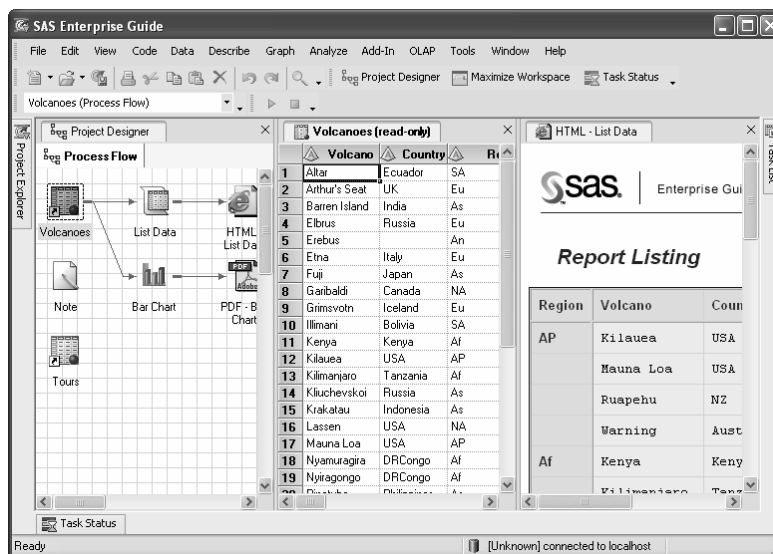 SAS Enterprise Guide
File Edit View Code Data Describe Graph Analyze Add-In OLAP Tools Window Help
Project Designer Maximize Workspace Task Status
Volcanoes (Process Flow)
Project Explorer
Project Designer
Process Flow
Volcanoes List Data HTML - List Da
Note Bar Chart PDF - B Chart
Tours
Volcanoes (read-only)
Volcano Country Re
1 Altar Ecuador SA
2 Arthur's Seat UK Eu
3 Barren Island India As
4 Elbrus Russia Eu
5 Erebus An
6 Etna Italy Eu
7 Fuji Japan As
8 Garibaldi Canada NA
9 Grimsvotn Iceland Eu
10 Illimani Bolivia SA
11 Kenya Kenya Af
12 Kilauea USA AP
13 Kilimanjaro Tanzania Af
14 Kliuchevskoi Russia As
15 Krakatau Indonesia As
16 Lassen USA NA
17 Mauna Loa USA AP
18 Nyamuragira DRCongo Af
19 Nyiragongo DRCongo Af
HTML - List Data
sas. Enterprise Gui
Report Listing
Region Volcano Coun
AP Kilauea USA
Mauna Loa USA
Ruapehu NZ
Warning Aust
Af Kenya Keny
Kilimanjaro Tanz
Task List
Task Status
Ready [Unknown] connected to localhost